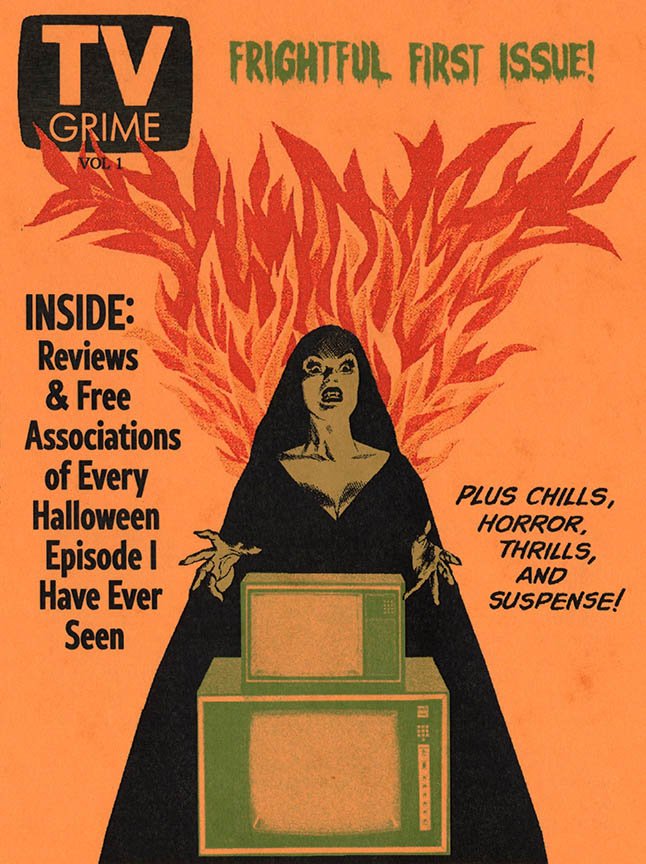 TV
GRIME
VOL 1
FRIGHTFUL FIRST ISSUE!
INSIDE:
Reviews
& Free
Associations
of Every
Halloween
Episode I
Have Ever
Seen
PLUS CHILLS,
HORROR,
THRILLS,
AND
SUSPENSE!